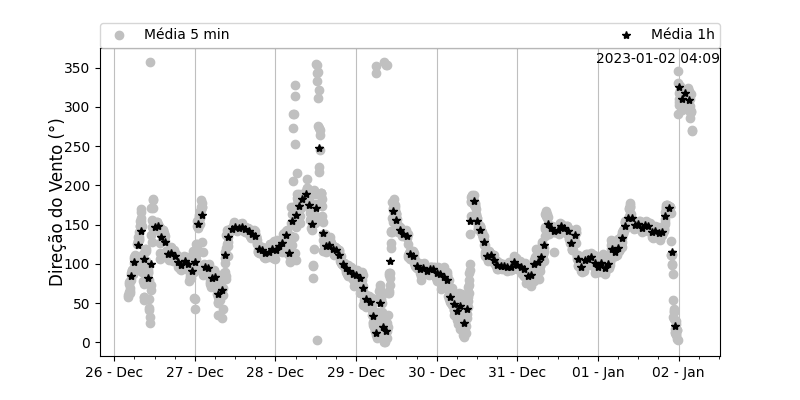 Média 5 min
Média 1h
2023-01-02 04:09
Direção do Vento (°)
350
300
250
200
150
100
50
0
26 - Dec
27 - Dec
28 - Dec
29 - Dec
30 - Dec
31 - Dec
01 - Jan
02 - Jan